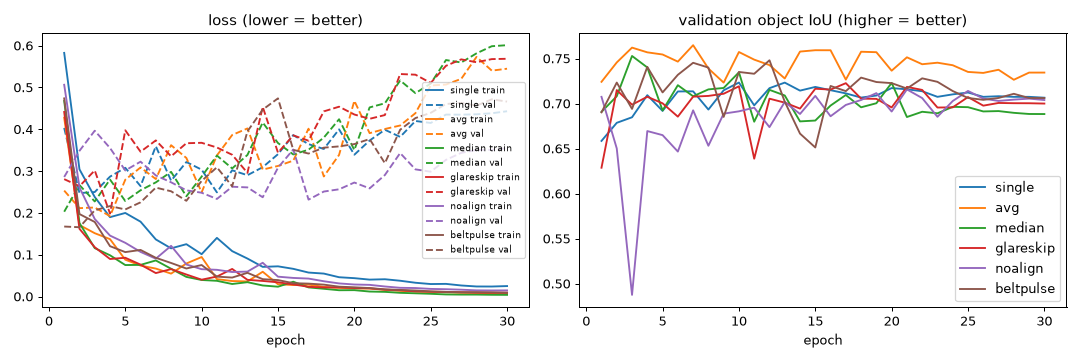 loss (lower = better)
0.6
0.5
0.4
0.3
0.2
0.1
0.0
0
5
10
15
20
25
30
epoch
single train
single val
avg train
avg val
median train
median val
glareskip train
glareskip val
noalign train
noalign val
beltpulse train
beltpulse val
validation object IoU (higher = better)
0.75
0.70
0.65
0.60
0.55
0.50
0
5
10
15
20
25
30
epoch
single
avg
median
glareskip
noalign
beltpulse